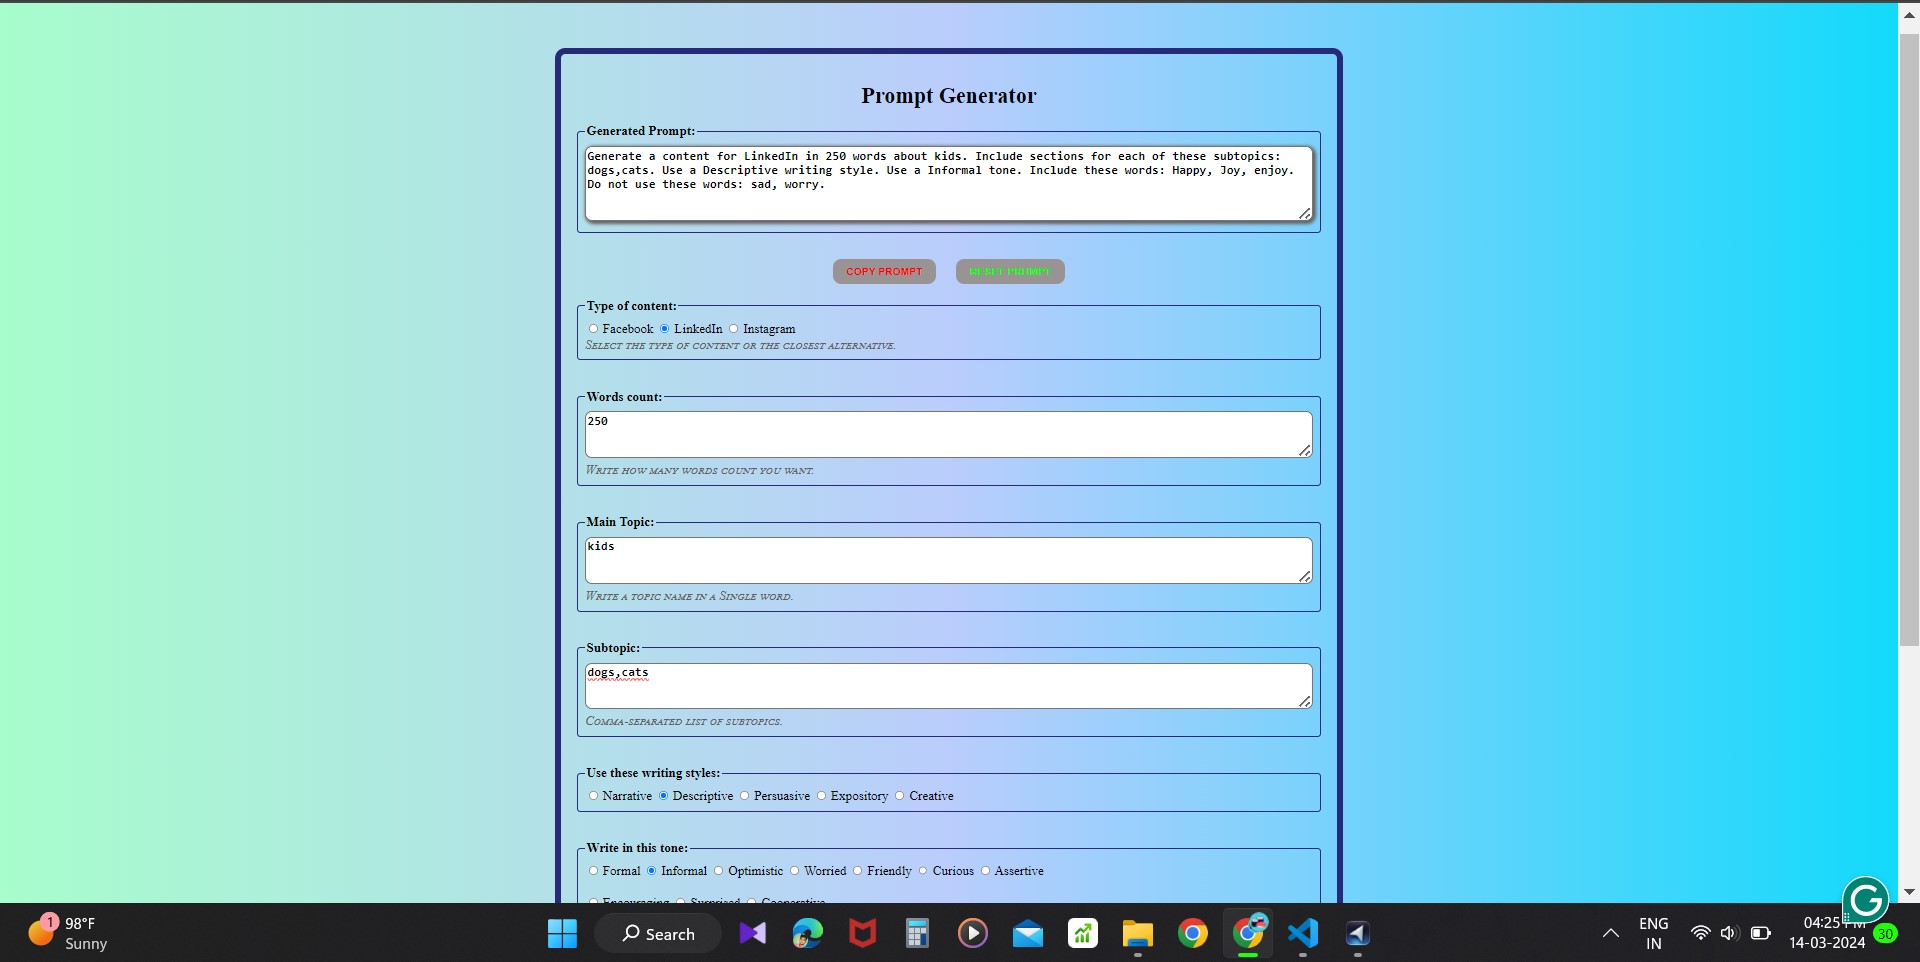 Prompt Generator
Generated Prompt:
Generate a content for LinkedIn in 250 words about kids. Include sections for each of these subtopics:
dogs,cats. Use a Descriptive writing style. Use a Informal tone. Include these words: Happy, Joy, enjoy.
Do not use these words: sad, worry.
COPY PROMPT RESET PROMPT
Type of content:
Facebook LinkedIn Instagram
Select the type of content or the closest alternative.
Words count:
250
Write how many words count you want.
Main Topic:
kids
Write a topic name in a Single word.
Subtopic:
dogs,cats
Comma-separated list of subtopics.
Use these writing styles:
Narrative Descriptive Persuasive Expository Creative
Write in this tone:
Formal Informal Optimistic Worried Friendly Curious Assertive
Encouraging Surprised Cooperative
1 98°F
Sunny
Search
ENG
IN
04:25 PM
14-03-2024
30
G